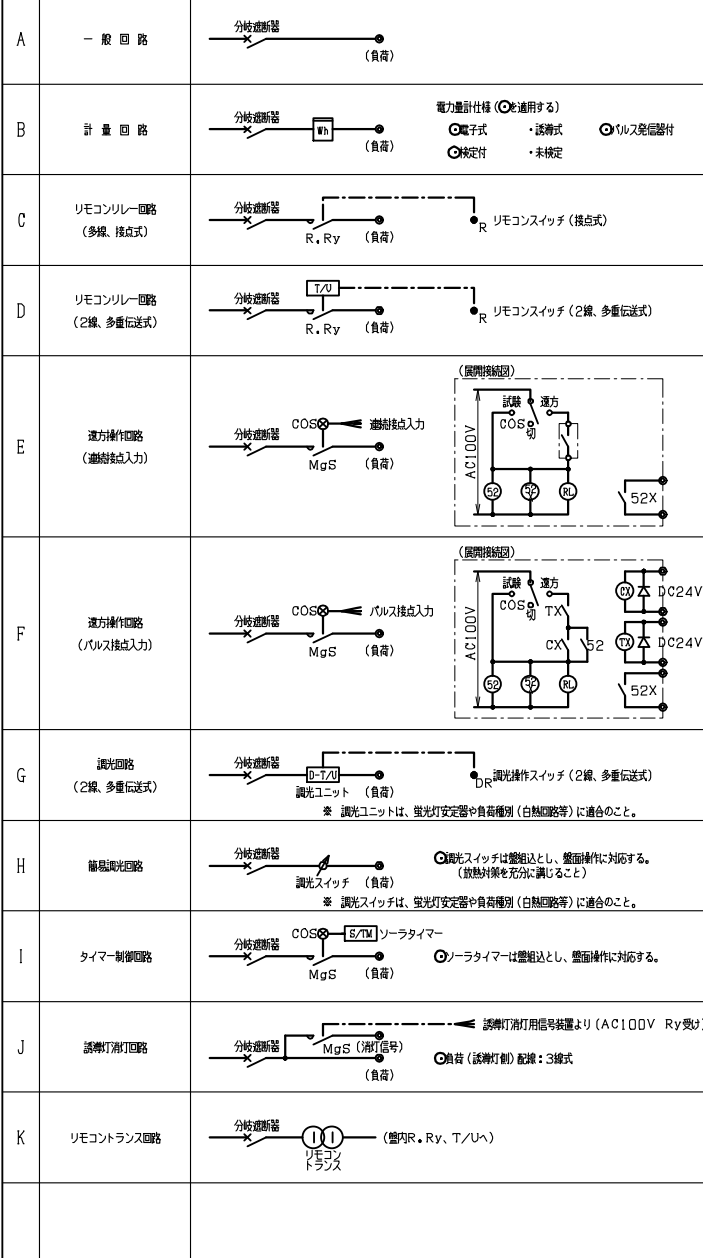 A
一 般 回 路
分岐遮断器
(負荷)
B
計 量 回 路
分岐遮断器
Wh
(負荷)
電力量計仕様(⊙を適用する)
⊙電子式 ・誘導式 ⊙パルス発信器付
⊙検定付 ・未検定
C
リモコンリレー回路
(多線、接点式)
分岐遮断器
R.Ry (負荷)
R リモコンスイッチ(接点式)
D
リモコンリレー回路
(2線、多重伝送式)
T/U
分岐遮断器
R.Ry (負荷)
R リモコンスイッチ(2線、多重伝送式)
E
遠方操作回路
(連続接点入力)
COS 連続接点入力
分岐遮断器
MgS (負荷)
(展開接続図)
AC100V
試験 遠方
COS 切
52 52 RL
52X
F
遠方操作回路
(パルス接点入力)
COS パルス接点入力
分岐遮断器
MgS (負荷)
(展開接続図)
AC100V
試験 遠方
COS 切 TX
CX 52
52 52 RL
CX DC24V
TX DC24V
52X
G
調光回路
(2線、多重伝送式)
分岐遮断器
D-T/U
調光ユニット (負荷)
DR 調光操作スイッチ(2線、多重伝送式)
※ 調光ユニットは、蛍光灯安定器や負荷種別(白熱回路等)に適合のこと。
H
簡易調光回路
分岐遮断器
調光スイッチ (負荷)
⊙調光スイッチは盤組込とし、盤面操作に対応する。
(放熱対策を充分に講じること)
※ 調光スイッチは、蛍光灯安定器や負荷種別(白熱回路等)に適合のこと。
I
タイマー制御回路
COS S/TM ソーラタイマー
分岐遮断器
MgS (負荷)
⊙ソーラタイマーは盤組込とし、盤面操作に対応する。
J
誘導灯消灯回路
誘導灯消灯用信号装置より(AC100V Ry受け)
分岐遮断器
MgS (消灯信号)
(負荷)
⊙負荷(誘導灯側)配線:3線式
K
リモコントランス回路
分岐遮断器
リモコン
トランス
(盤内R.Ry、T/Uへ)